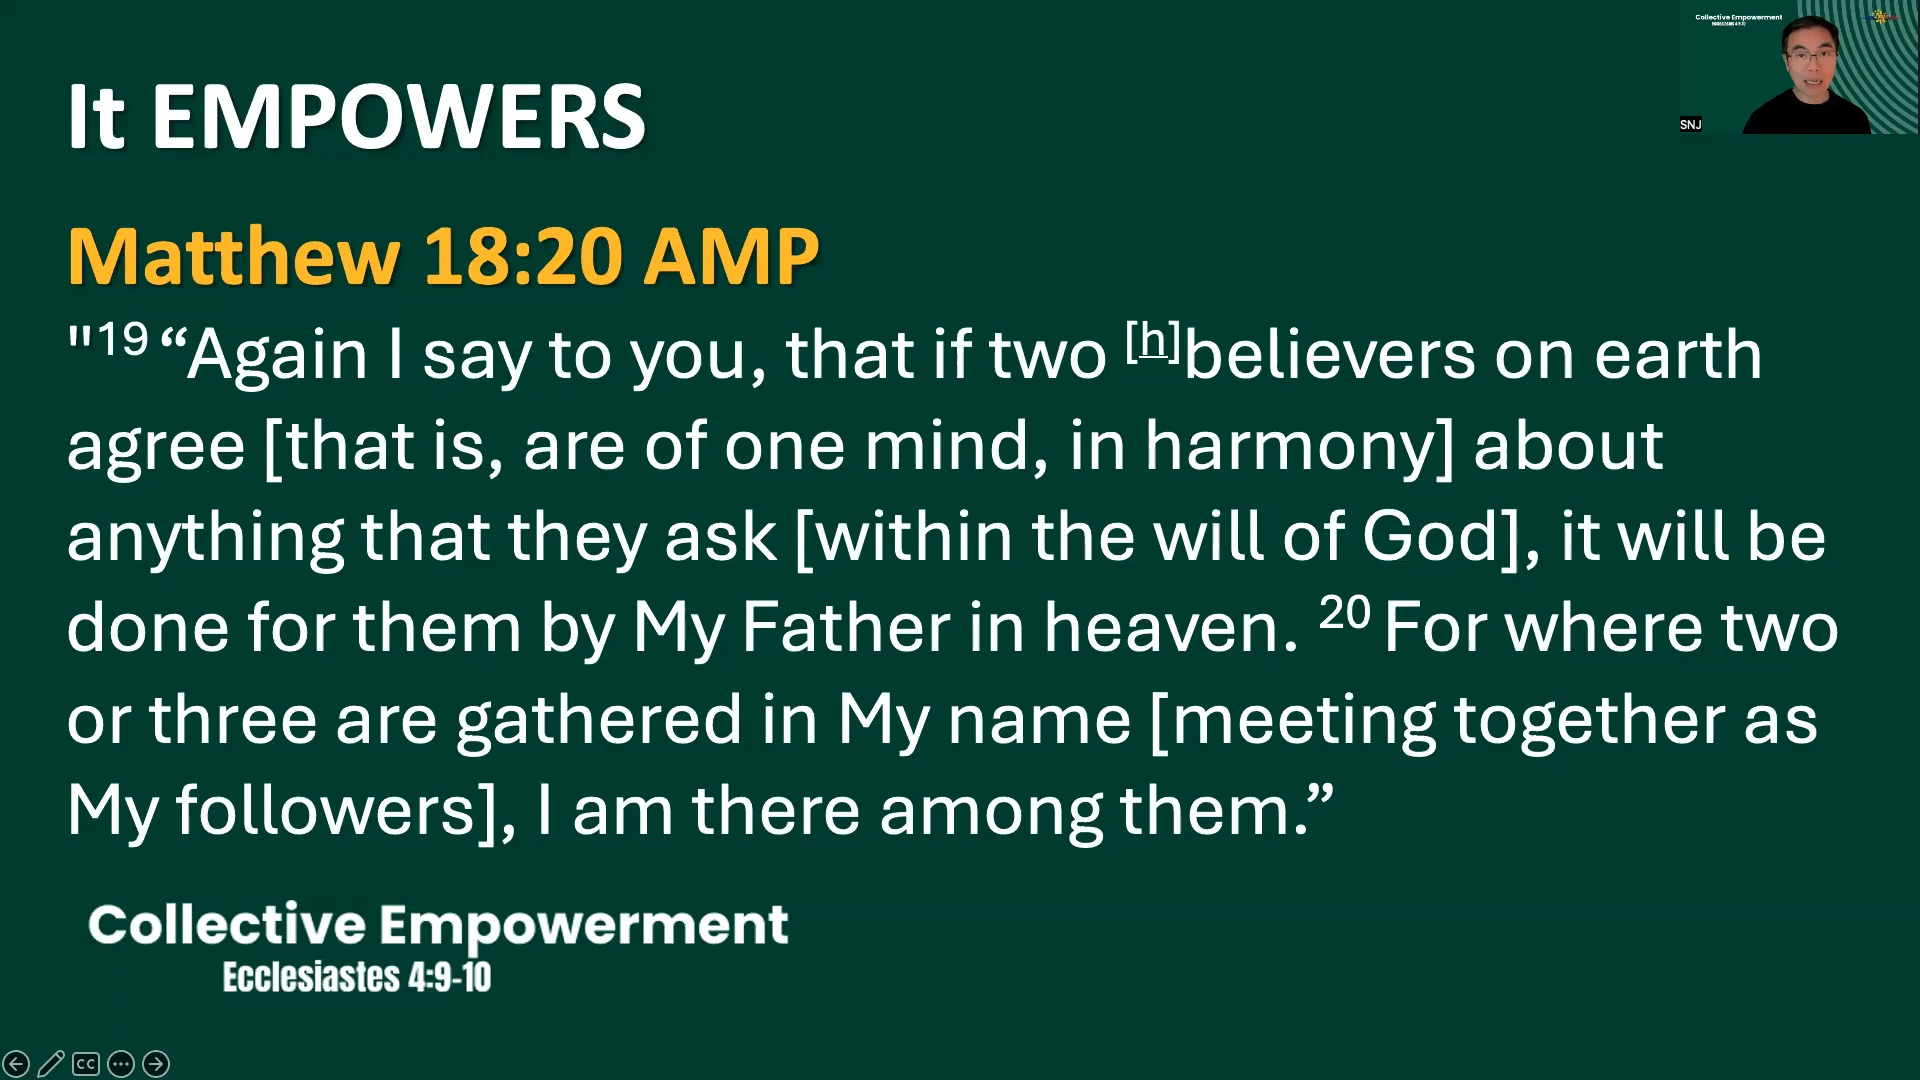 It EMPOWERS
Matthew 18:20 AMP
"19 “Again I say to you, that if two [h]believers on earth
agree [that is, are of one mind, in harmony] about
anything that they ask [within the will of God], it will be
done for them by My Father in heaven. 20 For where two
or three are gathered in My name [meeting together as
My followers], I am there among them.”
Collective Empowerment
Ecclesiastes 4:9-10
Collective Empowerment
SNJ
CC